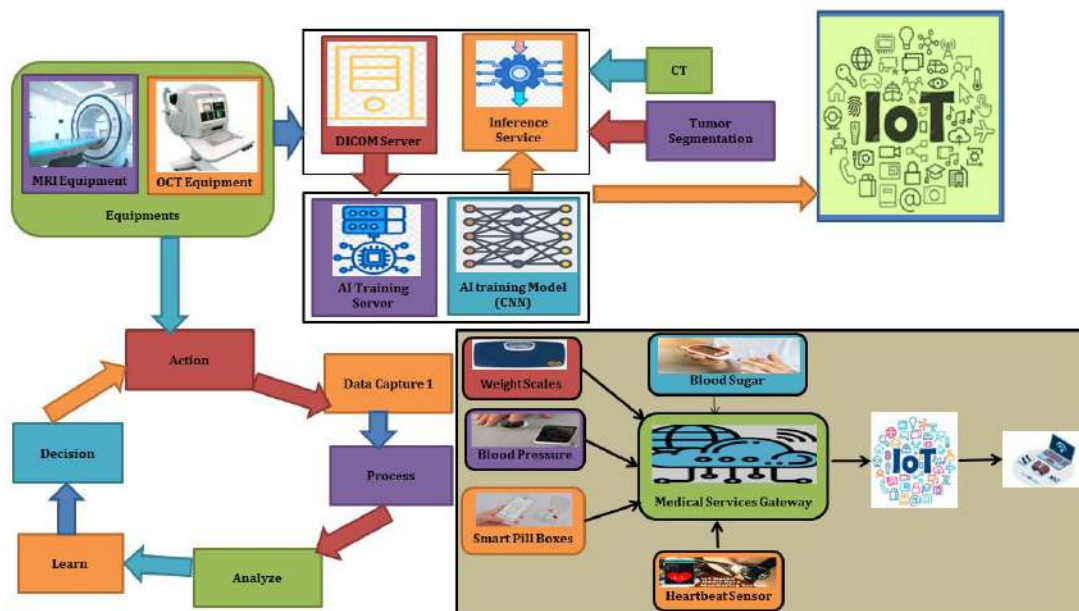 MRI Equipment
OCT Equipment
Equipments
DICOM Server
Inference
Service
CT
Tumor
Segmentation
IoT
AI Training
Server
AI training Model
(CNN)
Action
Data Capture 1
Process
Analyze
Learn
Decision
Weight Scales
Blood Sugar
Blood Pressure
Smart Pill Boxes
Medical Services Gateway
Heartbeat Sensor
IoT